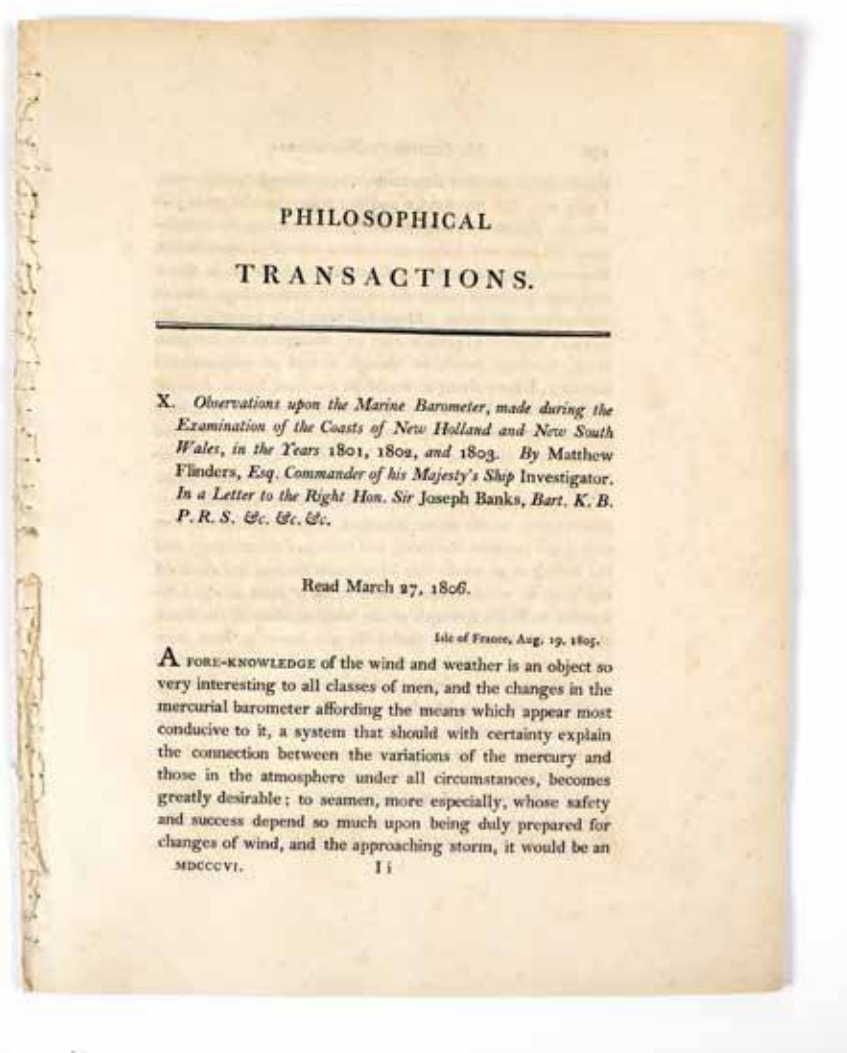 PHILOSOPHICAL
TRANSACTIONS.
X. Observations upon the Marine Barometer, made during the
Examination of the Coasts of New Holland and New South
Wales, in the Years 1801, 1802, and 1803. By Matthew
Flinders, Esq. Commander of his Majesty's Ship Investigator.
In a Letter to the Right Hon. Sir Joseph Banks, Bart. K. B.
P. R. S. &c. &c. &c.
Read March 27, 1806.
Isle of France, Aug. 19, 1805.
A FORE-KNOWLEDGE of the wind and weather is an object so
very interesting to all classes of men, and the changes in the
mercurial barometer affording the means which appear most
conducive to it, a system that should with certainty explain
the connection between the variations of the mercury and
those in the atmosphere under all circumstances, becomes
greatly desirable; to seamen, more especially, whose safety
and success depend so much upon being duly prepared for
changes of wind, and the approaching storm, it would be an
MDCCCVI. I i